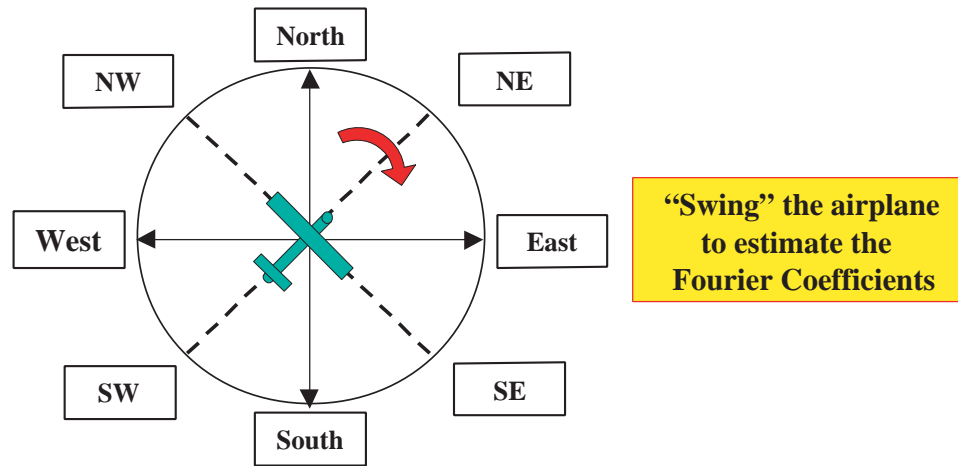 North
NW
NE
West
East
SW
SE
South
“Swing” the airplane
to estimate the
Fourier Coefficients